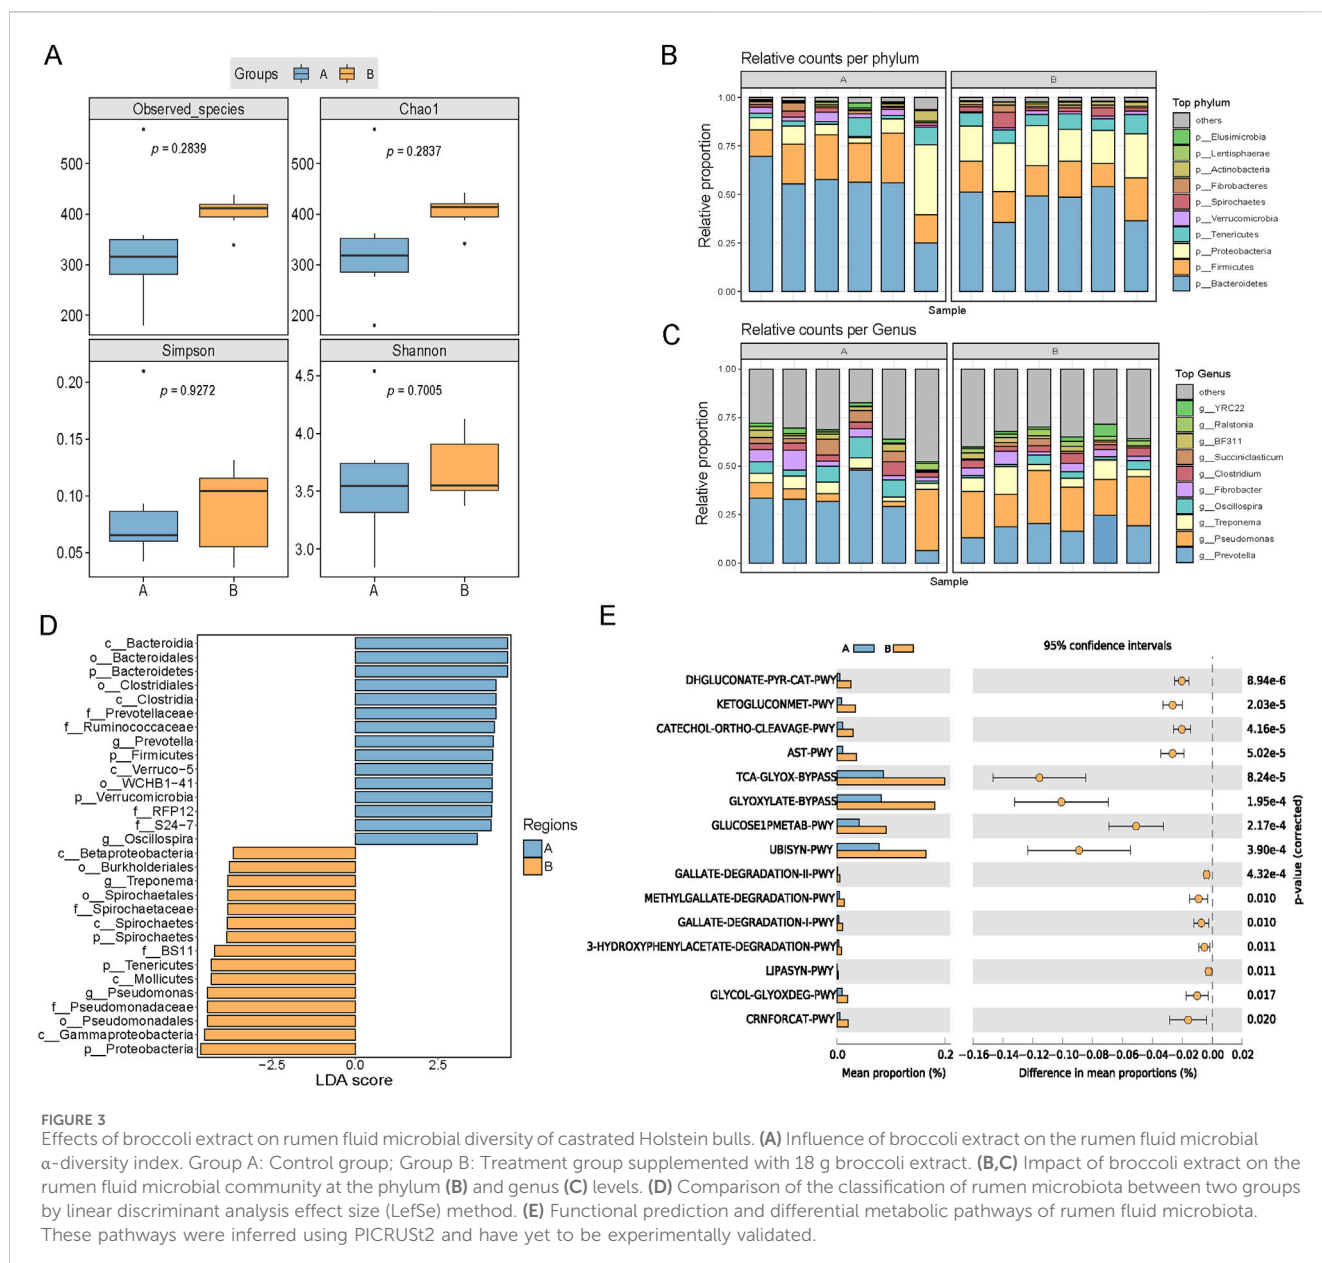 A
Groups A B
Observed_species
Chao1
p = 0.2839
p = 0.2837
500
400
300
200
500
400
300
200
Simpson
Shannon
p = 0.9272
p = 0.7005
0.20
0.15
0.10
0.05
4.5
4.0
3.5
3.0
A B
A B
B
Relative counts per phylum
A
B
Relative proportion
1.00
0.75
0.50
0.25
0.00
Sample
Top phylum
others
p__Elusimicrobia
p__Lentisphaerae
p__Actinobacteria
p__Fibrobacteres
p__Spirochaetes
p__Verrucomicrobia
p__Tenericutes
p__Proteobacteria
p__Firmicutes
p__Bacteroidetes
C
Relative counts per Genus
A
B
Relative proportion
1.00
0.75
0.50
0.25
0.00
Sample
Top Genus
others
g__YRC22
g__Ralstonia
g__BF311
g__Succiniclasticum
g__Clostridium
g__Fibrobacter
g__Oscillospira
g__Treponema
g__Pseudomonas
g__Prevotella
D
c__Bacteroidia
o__Bacteroidales
p__Bacteroidetes
o__Clostridiales
c__Clostridia
f__Prevotellaceae
f__Ruminococcaceae
g__Prevotella
p__Firmicutes
c__Verruco-5
o__WCHB1-41
p__Verrucomicrobia
f__RFP12
f__S24-7
g__Oscillospira
c__Betaproteobacteria
o__Burkholderiales
g__Treponema
o__Spirochaetales
f__Spirochaetaceae
c__Spirochaetes
p__Spirochaetes
f__BS11
p__Tenericutes
c__Mollicutes
g__Pseudomonas
f__Pseudomonadaceae
o__Pseudomonadales
c__Gammaproteobacteria
p__Proteobacteria
−2.5 0.0 2.5
LDA score
Regions
A
B
E
A B
95% confidence intervals
DHGLUCONATE-PYR-CAT-PWY 8.94e-6
KETOGLUCONMET-PWY 2.03e-5
CATECHOL-ORTHO-CLEAVAGE-PWY 4.16e-5
AST-PWY 5.02e-5
TCA-GLYOX-BYPASS 8.24e-5
GLYOXYLATE-BYPASS 1.95e-4
GLUCOSE1PMETAB-PWY 2.17e-4
UBISYN-PWY 3.90e-4
GALLATE-DEGRADATION-II-PWY 4.32e-4
METHYLGALLATE-DEGRADATION-PWY 0.010
GALLATE-DEGRADATION-I-PWY 0.010
3-HYDROXYPHENYLACETATE-DEGRADATION-PWY 0.011
LIPASYN-PWY 0.011
GLYCOL-GLYOXDEG-PWY 0.017
CRNFORCAT-PWY 0.020
p-value (corrected)
0.0 0.2 −0.16−0.14−0.12−0.10−0.08−0.06−0.04−0.02 0.00 0.02
Mean proportion (%) Difference in mean proportions (%)
FIGURE 3
Effects of broccoli extract on rumen fluid microbial diversity of castrated Holstein bulls. (A) Influence of broccoli extract on the rumen fluid microbial
α-diversity index. Group A: Control group; Group B: Treatment group supplemented with 18 g broccoli extract. (B,C) Impact of broccoli extract on the
rumen fluid microbial community at the phylum (B) and genus (C) levels. (D) Comparison of the classification of rumen microbiota between two groups
by linear discriminant analysis effect size (LefSe) method. (E) Functional prediction and differential metabolic pathways of rumen fluid microbiota.
These pathways were inferred using PICRUSt2 and have yet to be experimentally validated.